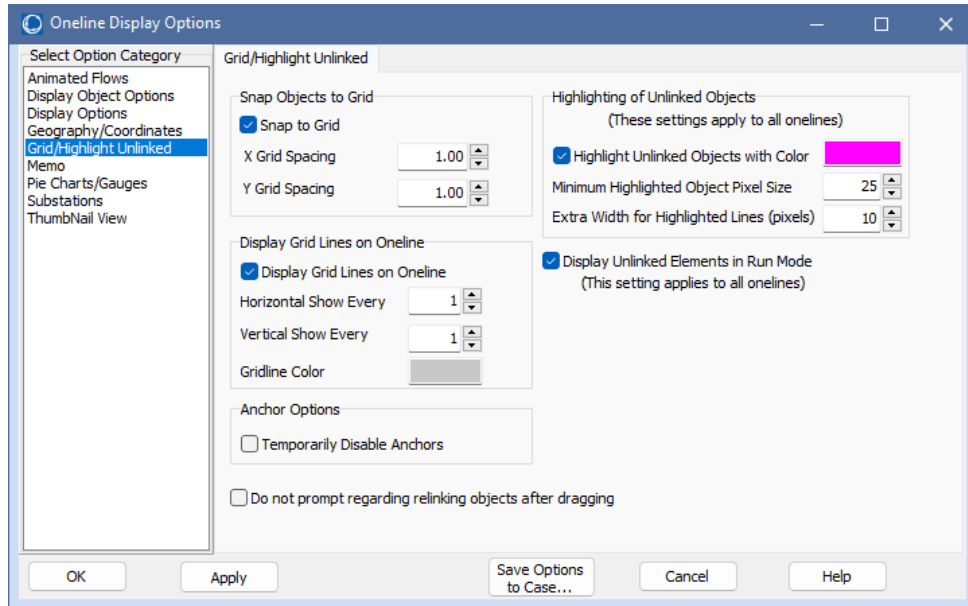 Oneline Display Options
Select Option Category
Animated Flows
Display Object Options
Display Options
Geography/Coordinates
Grid/Highlight Unlinked
Memo
Pie Charts/Gauges
Substations
ThumbNail View
Grid/Highlight Unlinked
Snap Objects to Grid
Snap to Grid
X Grid Spacing 1.00
Y Grid Spacing 1.00
Display Grid Lines on Oneline
Display Grid Lines on Oneline
Horizontal Show Every 1
Vertical Show Every 1
Gridline Color
Anchor Options
Temporarily Disable Anchors
Do not prompt regarding relinking objects after dragging
Highlighting of Unlinked Objects
(These settings apply to all onelines)
Highlight Unlinked Objects with Color
Minimum Highlighted Object Pixel Size 25
Extra Width for Highlighted Lines (pixels) 10
Display Unlinked Elements in Run Mode
(This setting applies to all onelines)
OK
Apply
Save Options
to Case...
Cancel
Help